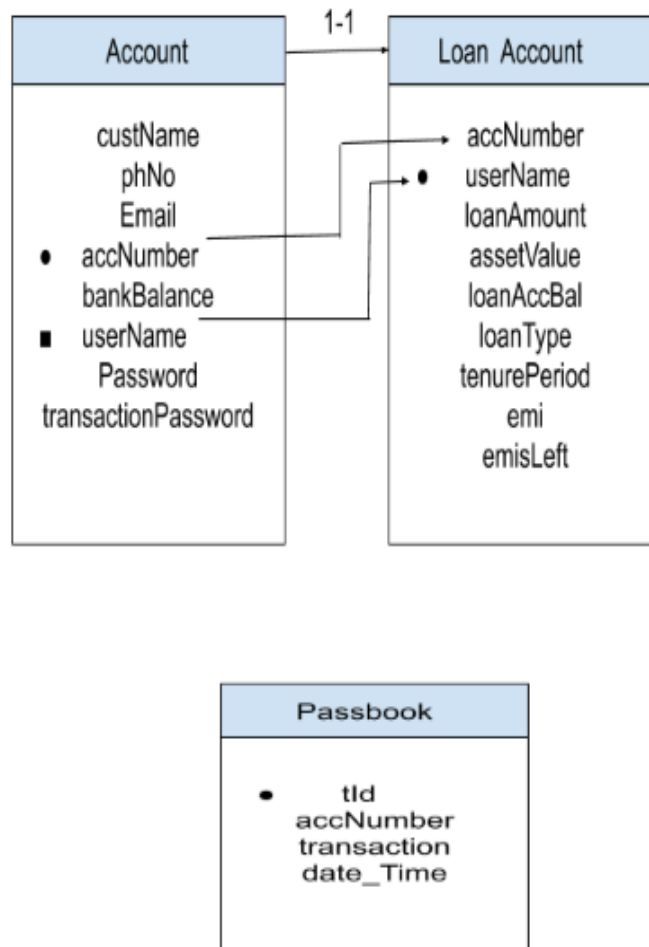 1-1
Account
custName
phNo
Email
accNumber
bankBalance
userName
Password
transactionPassword
Loan Account
accNumber
userName
loanAmount
assetValue
loanAccBal
loanType
tenurePeriod
emi
emisLeft
Passbook
tId
accNumber
transaction
date_Time